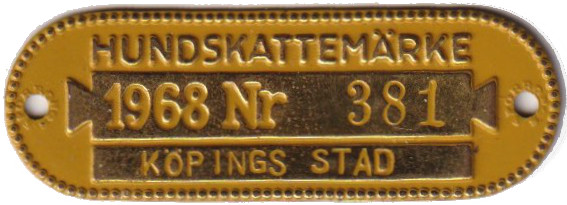 HUNDSKATTEMÄRKE
1968 Nr 381
KÖPINGS STAD